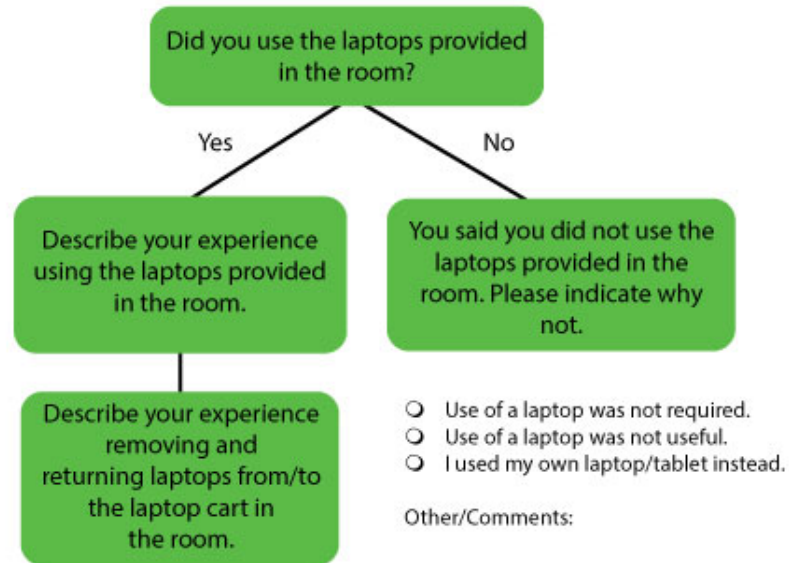 Did you use the laptops provided
in the room?
Yes
No
Describe your experience
using the laptops provided
in the room.
You said you did not use the
laptops provided in the
room. Please indicate why
not.
Describe your experience
removing and
returning laptops from/to
the laptop cart in
the room.
Use of a laptop was not required.
Use of a laptop was not useful.
I used my own laptop/tablet instead.
Other/Comments: